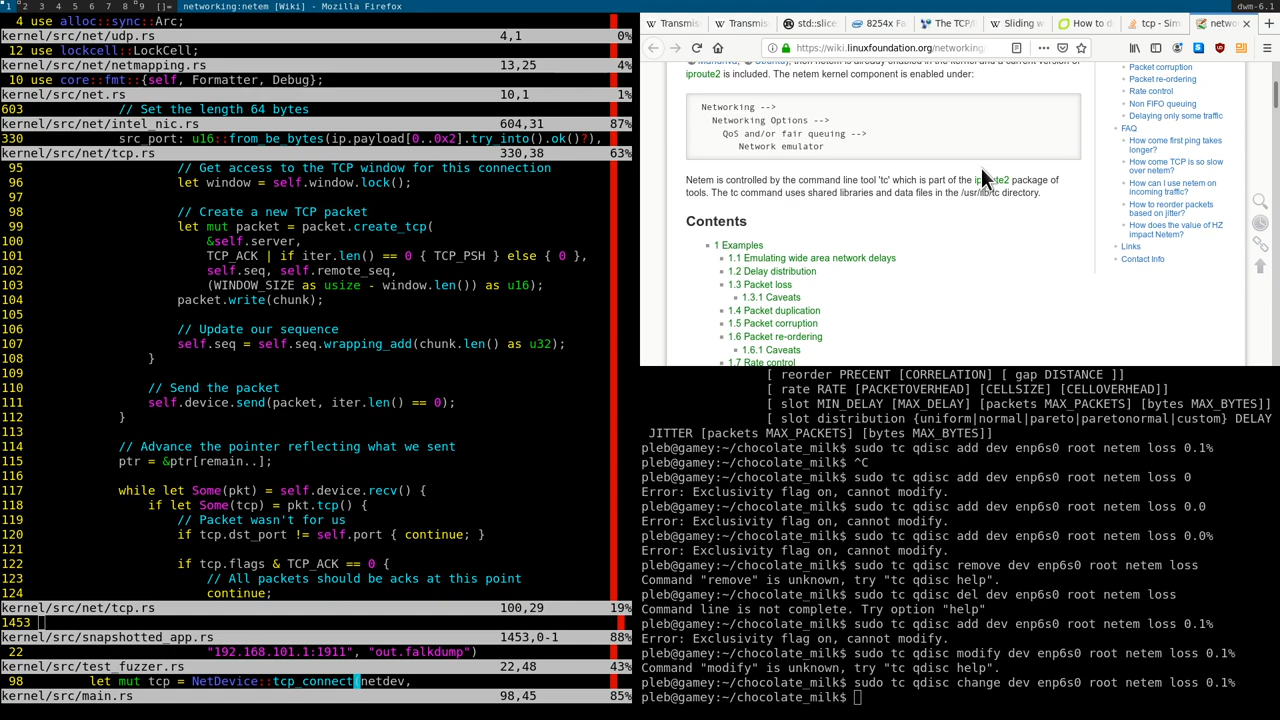 1 2 3 4 5 6 7 8 9 []= networking:netem [Wiki] - Mozilla Firefox dwm-6.1
4 use alloc::sync::Arc;
kernel/src/net/udp.rs 4,1 0%
12 use lockcell::LockCell;
kernel/src/net/netmapping.rs 13,25 4%
10 use core::fmt::{self, Formatter, Debug};
kernel/src/net.rs 10,1 1%
603 // Set the length 64 bytes
kernel/src/net/intel_nic.rs 604,31 87%
330 src_port: u16::from_be_bytes(ip.payload[0..0x2].try_into().ok()?),
kernel/src/net/tcp.rs 330,38 63%
95 // Get access to the TCP window for this connection
96 let window = self.window.lock();
97
98 // Create a new TCP packet
99 let mut packet = packet.create_tcp(
100 &self.server,
101 TCP_ACK | if iter.len() == 0 { TCP_PSH } else { 0 },
102 self.seq, self.remote_seq,
103 (WINDOW_SIZE as usize - window.len()) as u16);
104 packet.write(chunk);
105
106 // Update our sequence
107 self.seq = self.seq.wrapping_add(chunk.len() as u32);
108 }
109
110 // Send the packet
111 self.device.send(packet, iter.len() == 0);
112 }
113
114 // Advance the pointer reflecting what we sent
115 ptr = &ptr[remain..];
116
117 while let Some(pkt) = self.device.recv() {
118 if let Some(tcp) = pkt.tcp() {
119 // Packet wasn't for us
120 if tcp.dst_port != self.port { continue; }
121
122 if tcp.flags & TCP_ACK == 0 {
123 // All packets should be acks at this point
124 continue;
kernel/src/net/tcp.rs 100,29 19%
1453
kernel/src/snapshotted_app.rs 1453,0-1 88%
22 "192.168.101.1:1911", "out.falkdump")
kernel/src/test_fuzzer.rs 22,48 43%
98 let mut tcp = NetDevice::tcp_connect(netdev,
kernel/src/main.rs 98,45 85%
Transmis Transmis std::slice 8254x Fa The TCP/ Sliding w How to d tcp - Sim netwo
https://wiki.linuxfoundation.org/networking
iproute2 is included. The netem kernel component is enabled under:
Networking -->
Networking Options -->
QoS and/or fair queuing -->
Network emulator
Netem is controlled by the command line tool 'tc' which is part of the iproute2 package of
tools. The tc command uses shared libraries and data files in the /usr/lib/tc directory.
Contents
1 Examples
1.1 Emulating wide area network delays
1.2 Delay distribution
1.3 Packet loss
1.3.1 Caveats
1.4 Packet duplication
1.5 Packet corruption
1.6 Packet re-ordering
1.6.1 Caveats
1.7 Rate control
Packet corruption
Packet re-ordering
Rate control
Non FIFO queuing
Delaying only some traffic
FAQ
How come first ping takes
longer?
How come TCP is so slow
over netem?
How can I use netem on
incoming traffic?
How to reorder packets
based on jitter?
How does the value of HZ
impact Netem?
Links
Contact Info
[ reorder PRECENT [CORRELATION] [ gap DISTANCE ]]
[ rate RATE [PACKETOVERHEAD] [CELLSIZE] [CELLOVERHEAD]]
[ slot MIN_DELAY [MAX_DELAY] [packets MAX_PACKETS] [bytes MAX_BYTES]]
[ slot distribution {uniform|normal|pareto|paretonormal|custom} DELAY
JITTER [packets MAX_PACKETS] [bytes MAX_BYTES]]
pleb@gamey:~/chocolate_milk$ sudo tc qdisc add dev enp6s0 root netem loss 0.1%
pleb@gamey:~/chocolate_milk$ ^C
pleb@gamey:~/chocolate_milk$ sudo tc qdisc add dev enp6s0 root netem loss 0
Error: Exclusivity flag on, cannot modify.
pleb@gamey:~/chocolate_milk$ sudo tc qdisc add dev enp6s0 root netem loss 0.0
Error: Exclusivity flag on, cannot modify.
pleb@gamey:~/chocolate_milk$ sudo tc qdisc add dev enp6s0 root netem loss 0.0%
Error: Exclusivity flag on, cannot modify.
pleb@gamey:~/chocolate_milk$ sudo tc qdisc remove dev enp6s0 root netem loss
Command "remove" is unknown, try "tc qdisc help".
pleb@gamey:~/chocolate_milk$ sudo tc qdisc del dev enp6s0 root netem loss
Command line is not complete. Try option "help"
pleb@gamey:~/chocolate_milk$ sudo tc qdisc add dev enp6s0 root netem loss 0.1%
Error: Exclusivity flag on, cannot modify.
pleb@gamey:~/chocolate_milk$ sudo tc qdisc modify dev enp6s0 root netem loss 0.1%
Command "modify" is unknown, try "tc qdisc help".
pleb@gamey:~/chocolate_milk$ sudo tc qdisc change dev enp6s0 root netem loss 0.1%
pleb@gamey:~/chocolate_milk$